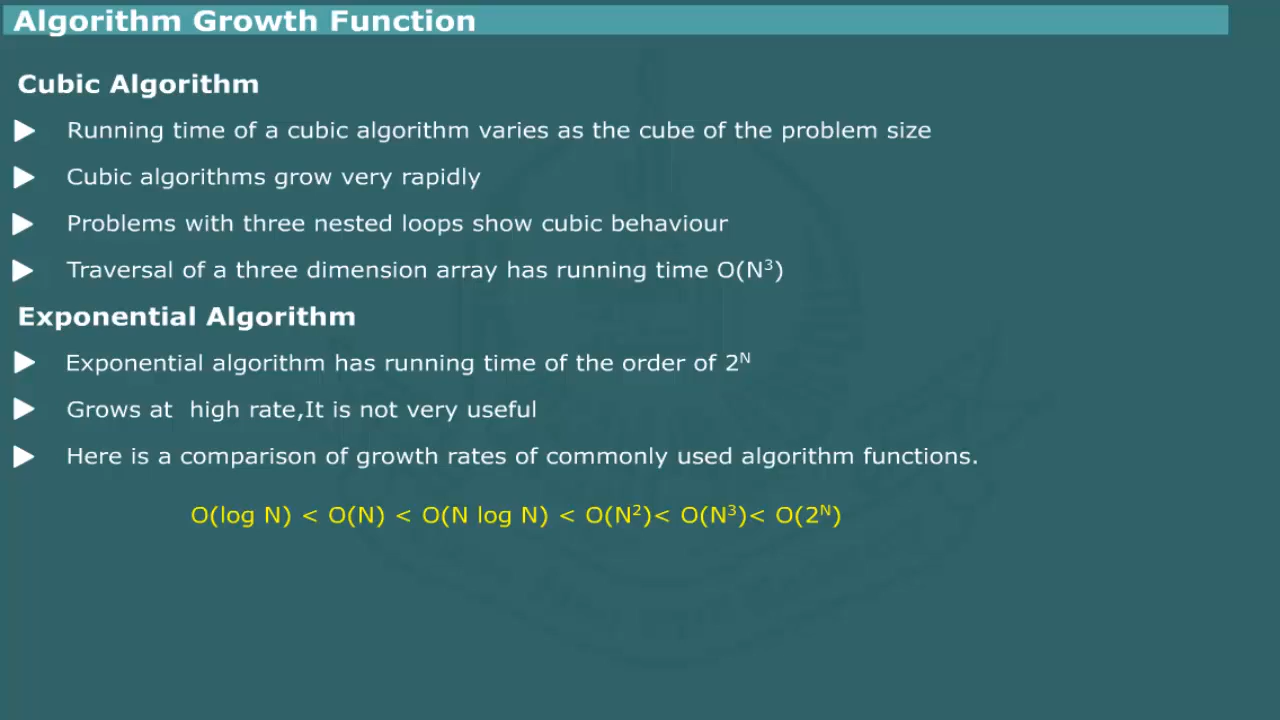 Algorithm Growth Function
Cubic Algorithm
Running time of a cubic algorithm varies as the cube of the problem size
Cubic algorithms grow very rapidly
Problems with three nested loops show cubic behaviour
Traversal of a three dimension array has running time O(N³)
Exponential Algorithm
Exponential algorithm has running time of the order of 2ᴺ
Grows at  high rate,It is not very useful
Here is a comparison of growth rates of commonly used algorithm functions.
O(log N) < O(N) < O(N log N) < O(N²)< O(N³)< O(2ᴺ)